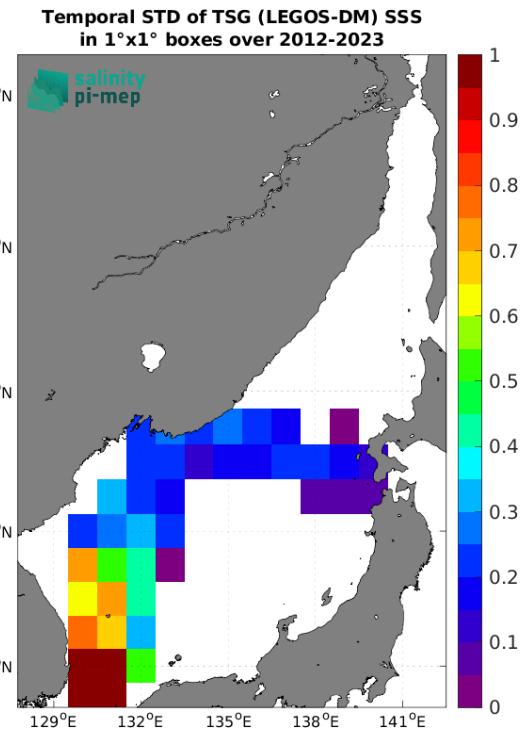 Temporal STD of TSG (LEGOS-DM) SSS
in 1°x1° boxes over 2012-2023
salinity
pi-mep
1
0.9
0.8
0.7
0.6
0.5
0.4
0.3
0.2
0.1
0
N
N
N
N
N
129°E 132°E 135°E 138°E 141°E